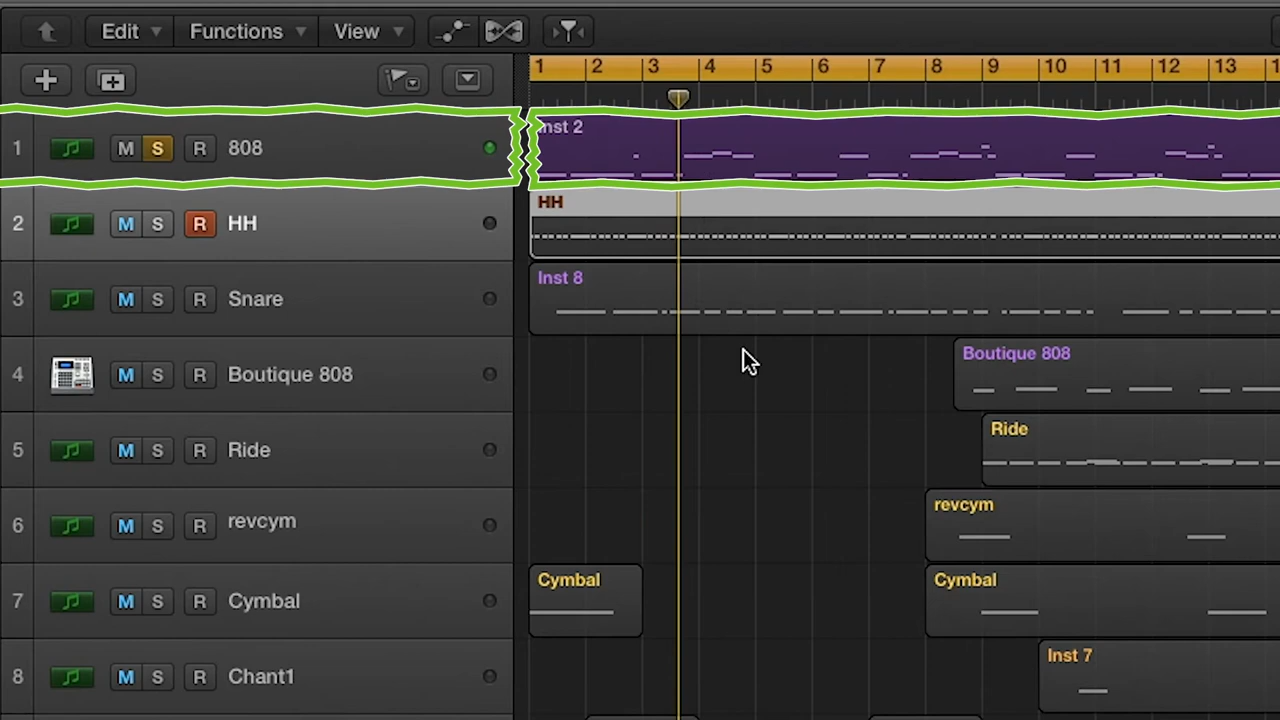 Edit Functions View
1 2 3 4 5 6 7 8 9 10 11 12 13
1 M S R 808 Inst 2
2 M S R HH HH
3 M S R Snare Inst 8
4 M S R Boutique 808 Boutique 808
5 M S R Ride Ride
6 M S R revcym revcym
7 M S R Cymbal Cymbal Cymbal
8 M S R Chant1 Inst 7